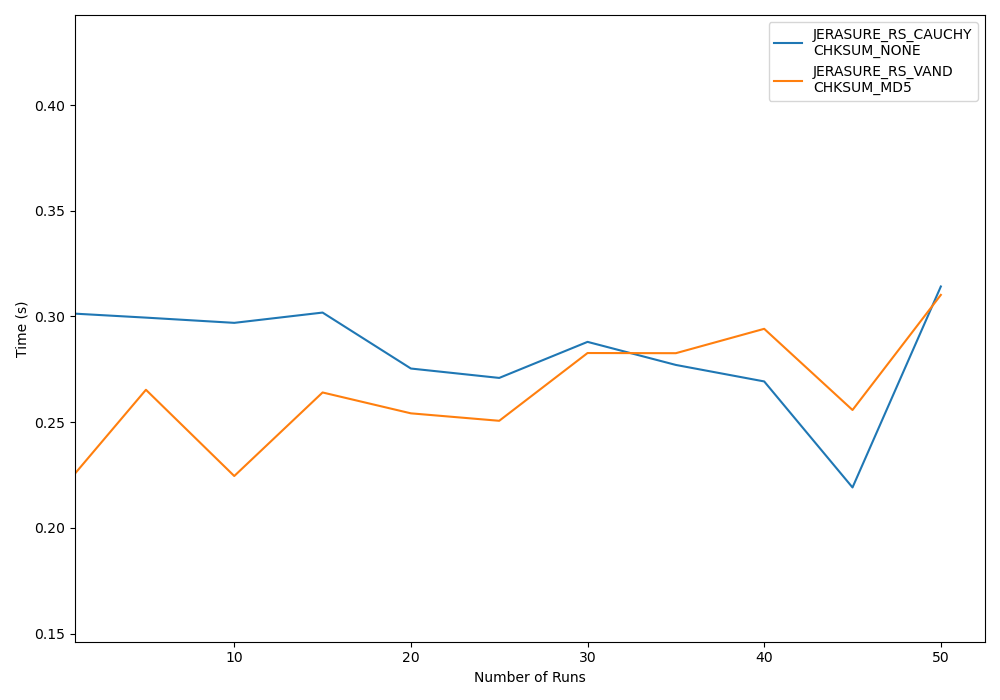 JERASURE_RS_CAUCHY
CHKSUM_NONE
JERASURE_RS_VAND
CHKSUM_MD5
0.40
0.35
0.30
0.25
0.20
0.15
Time (s)
10 20 30 40 50
Number of Runs